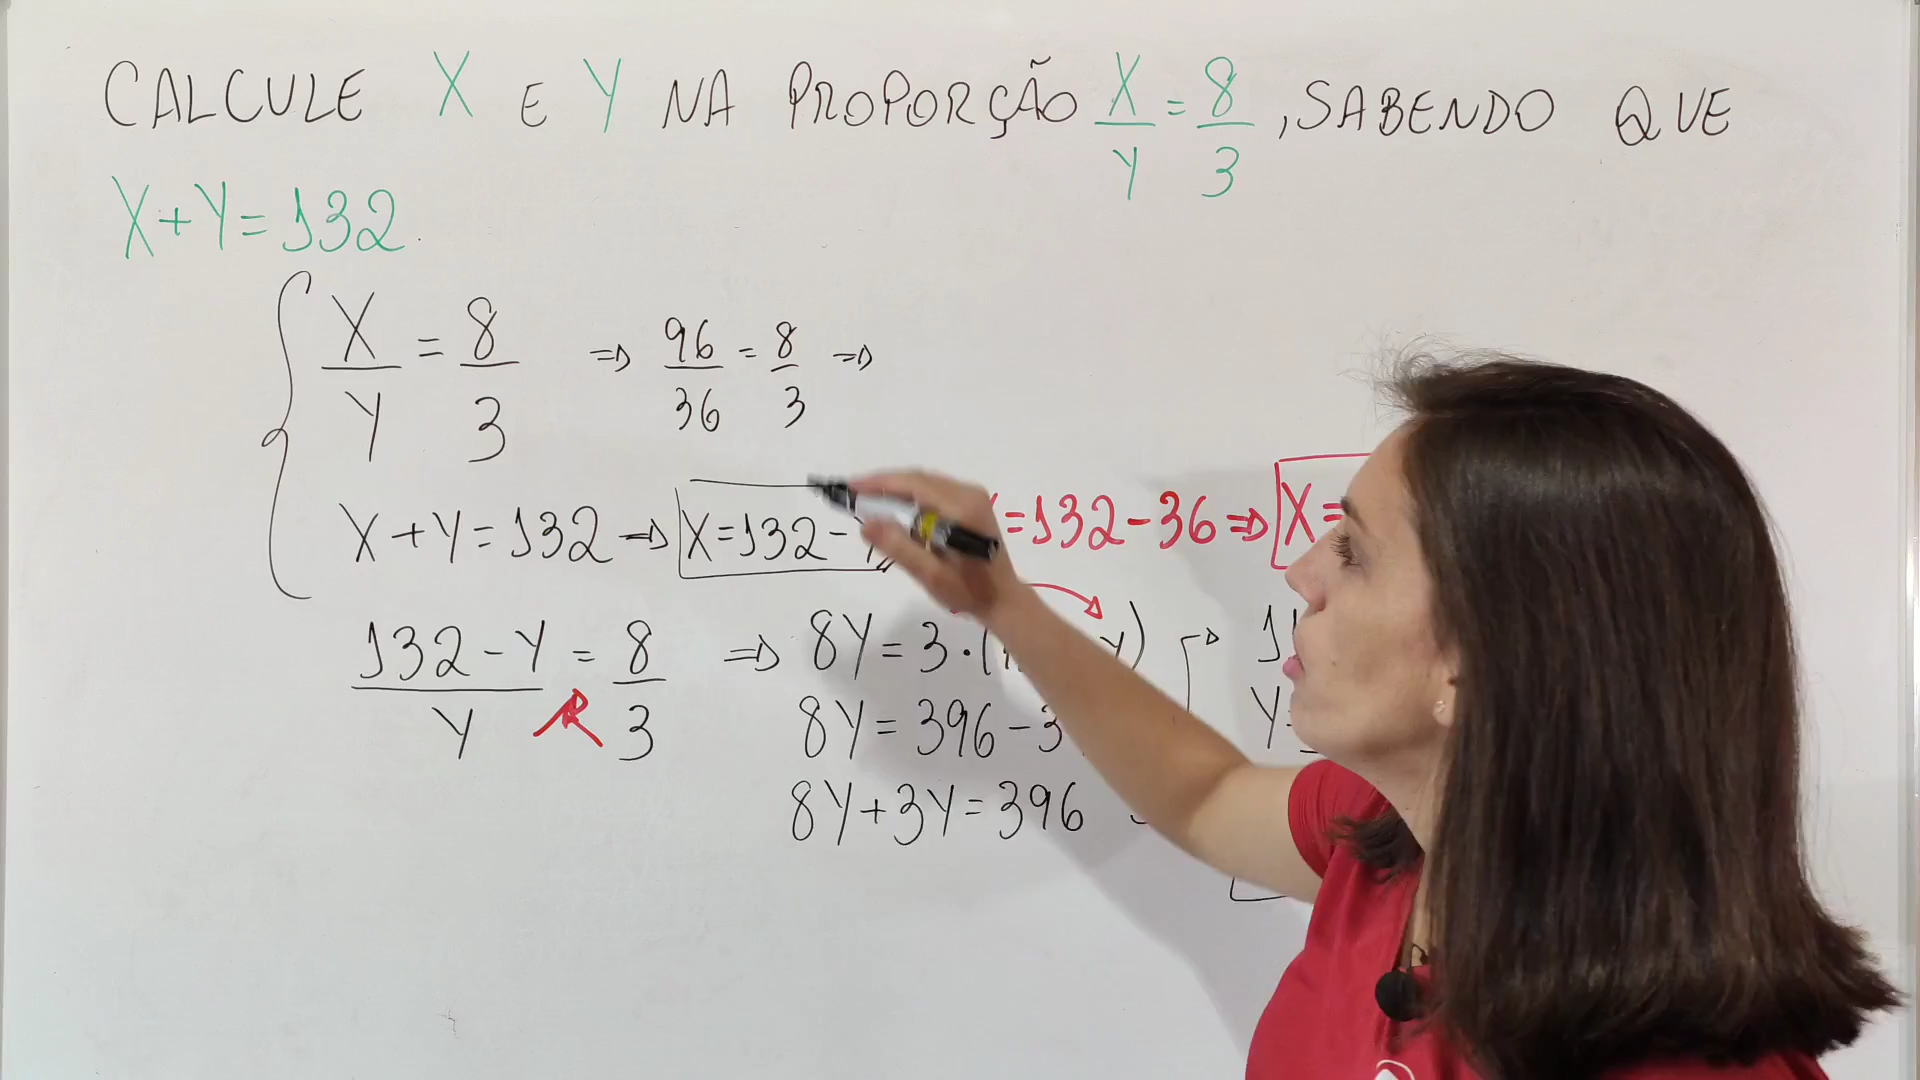 CALCULE X E Y NA PROPORÇÃO X/Y = 8/3, SABENDO QUE
X+Y=132.
X/Y = 8/3 ⇒ 96/36 = 8/3 ⇒
X+Y=132 → X=132-Y =132-36 ⇒ X=
132-Y/Y = 8/3 ⇒ 8Y=3·( Y)
8Y=396-3
Y=
8Y+3Y=396